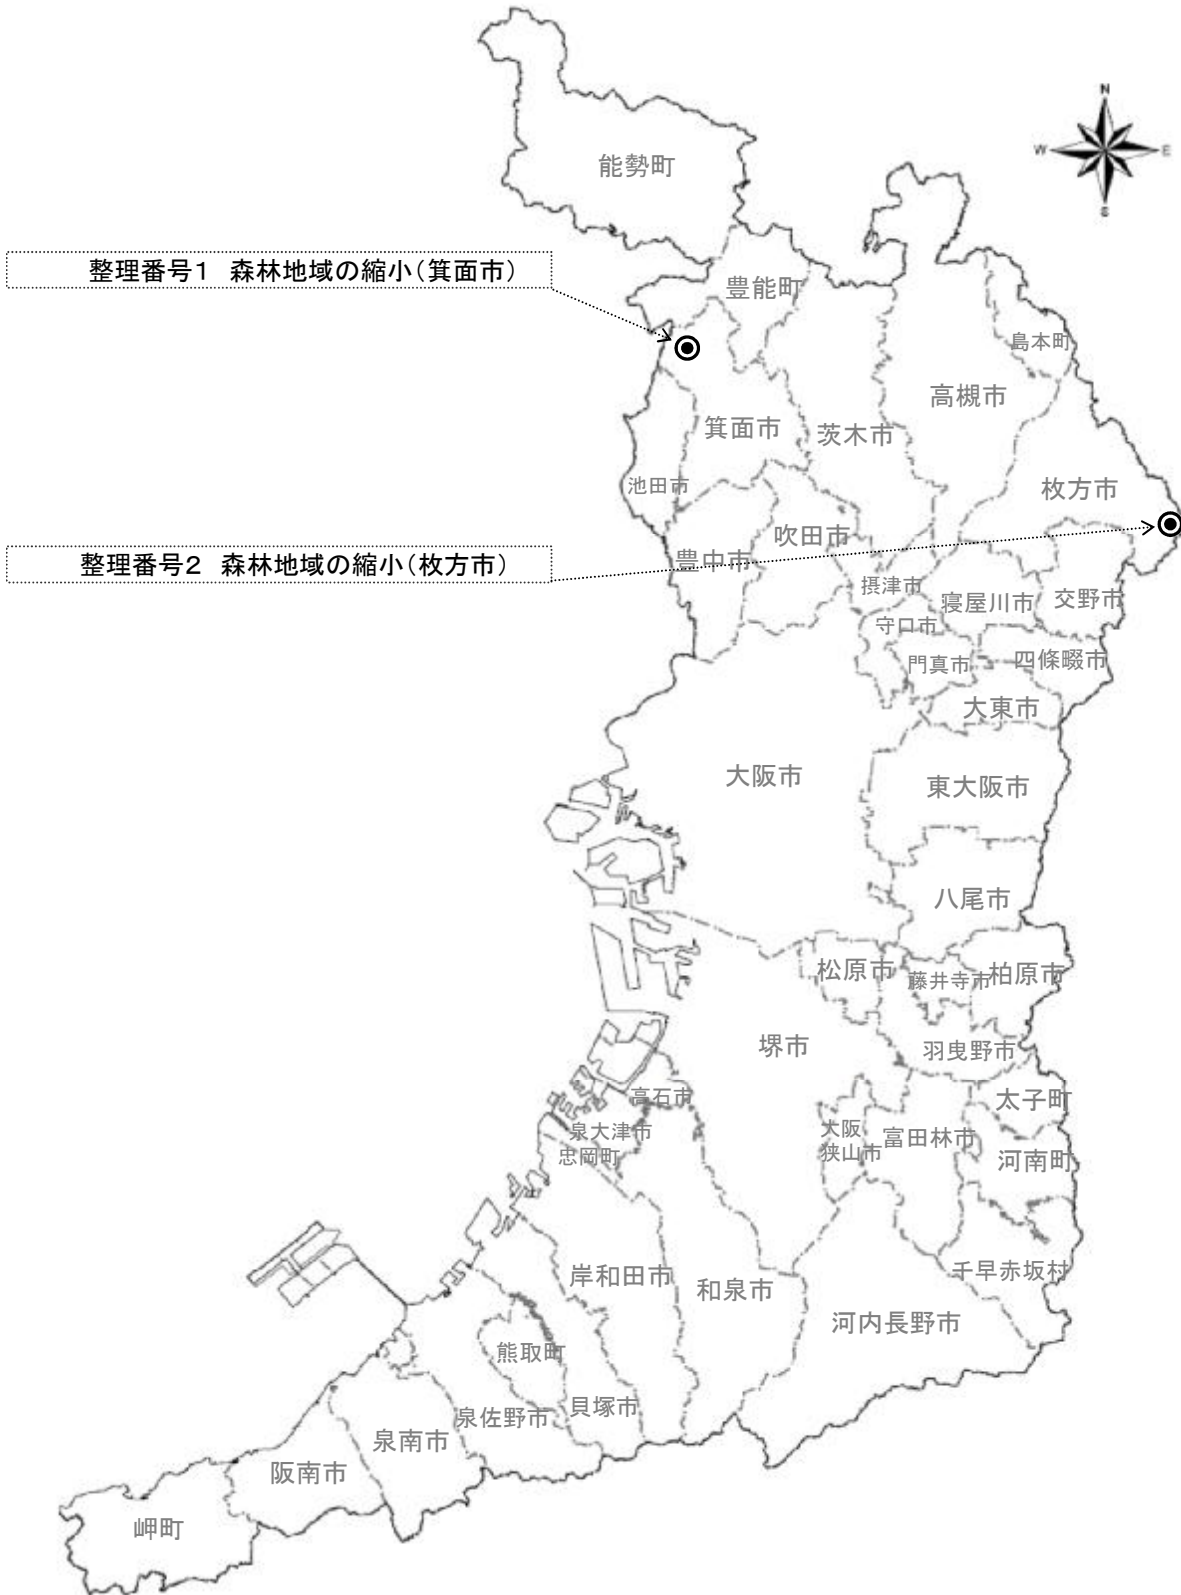 N
W
E
S
能勢町
整理番号1 森林地域の縮小(箕面市)
豊能町
島本町
高槻市
箕面市
茨木市
池田市
枚方市
吹田市
豊中市
整理番号2 森林地域の縮小(枚方市)
摂津市
寝屋川市
交野市
守口市
門真市
四條畷市
大東市
大阪市
東大阪市
八尾市
松原市
藤井寺市
柏原市
堺市
羽曳野市
高石市
太子町
泉大津市
大阪
狭山市
富田林市
忠岡町
河南町
岸和田市
和泉市
千早赤坂村
河内長野市
熊取町
貝塚市
泉佐野市
泉南市
阪南市
岬町